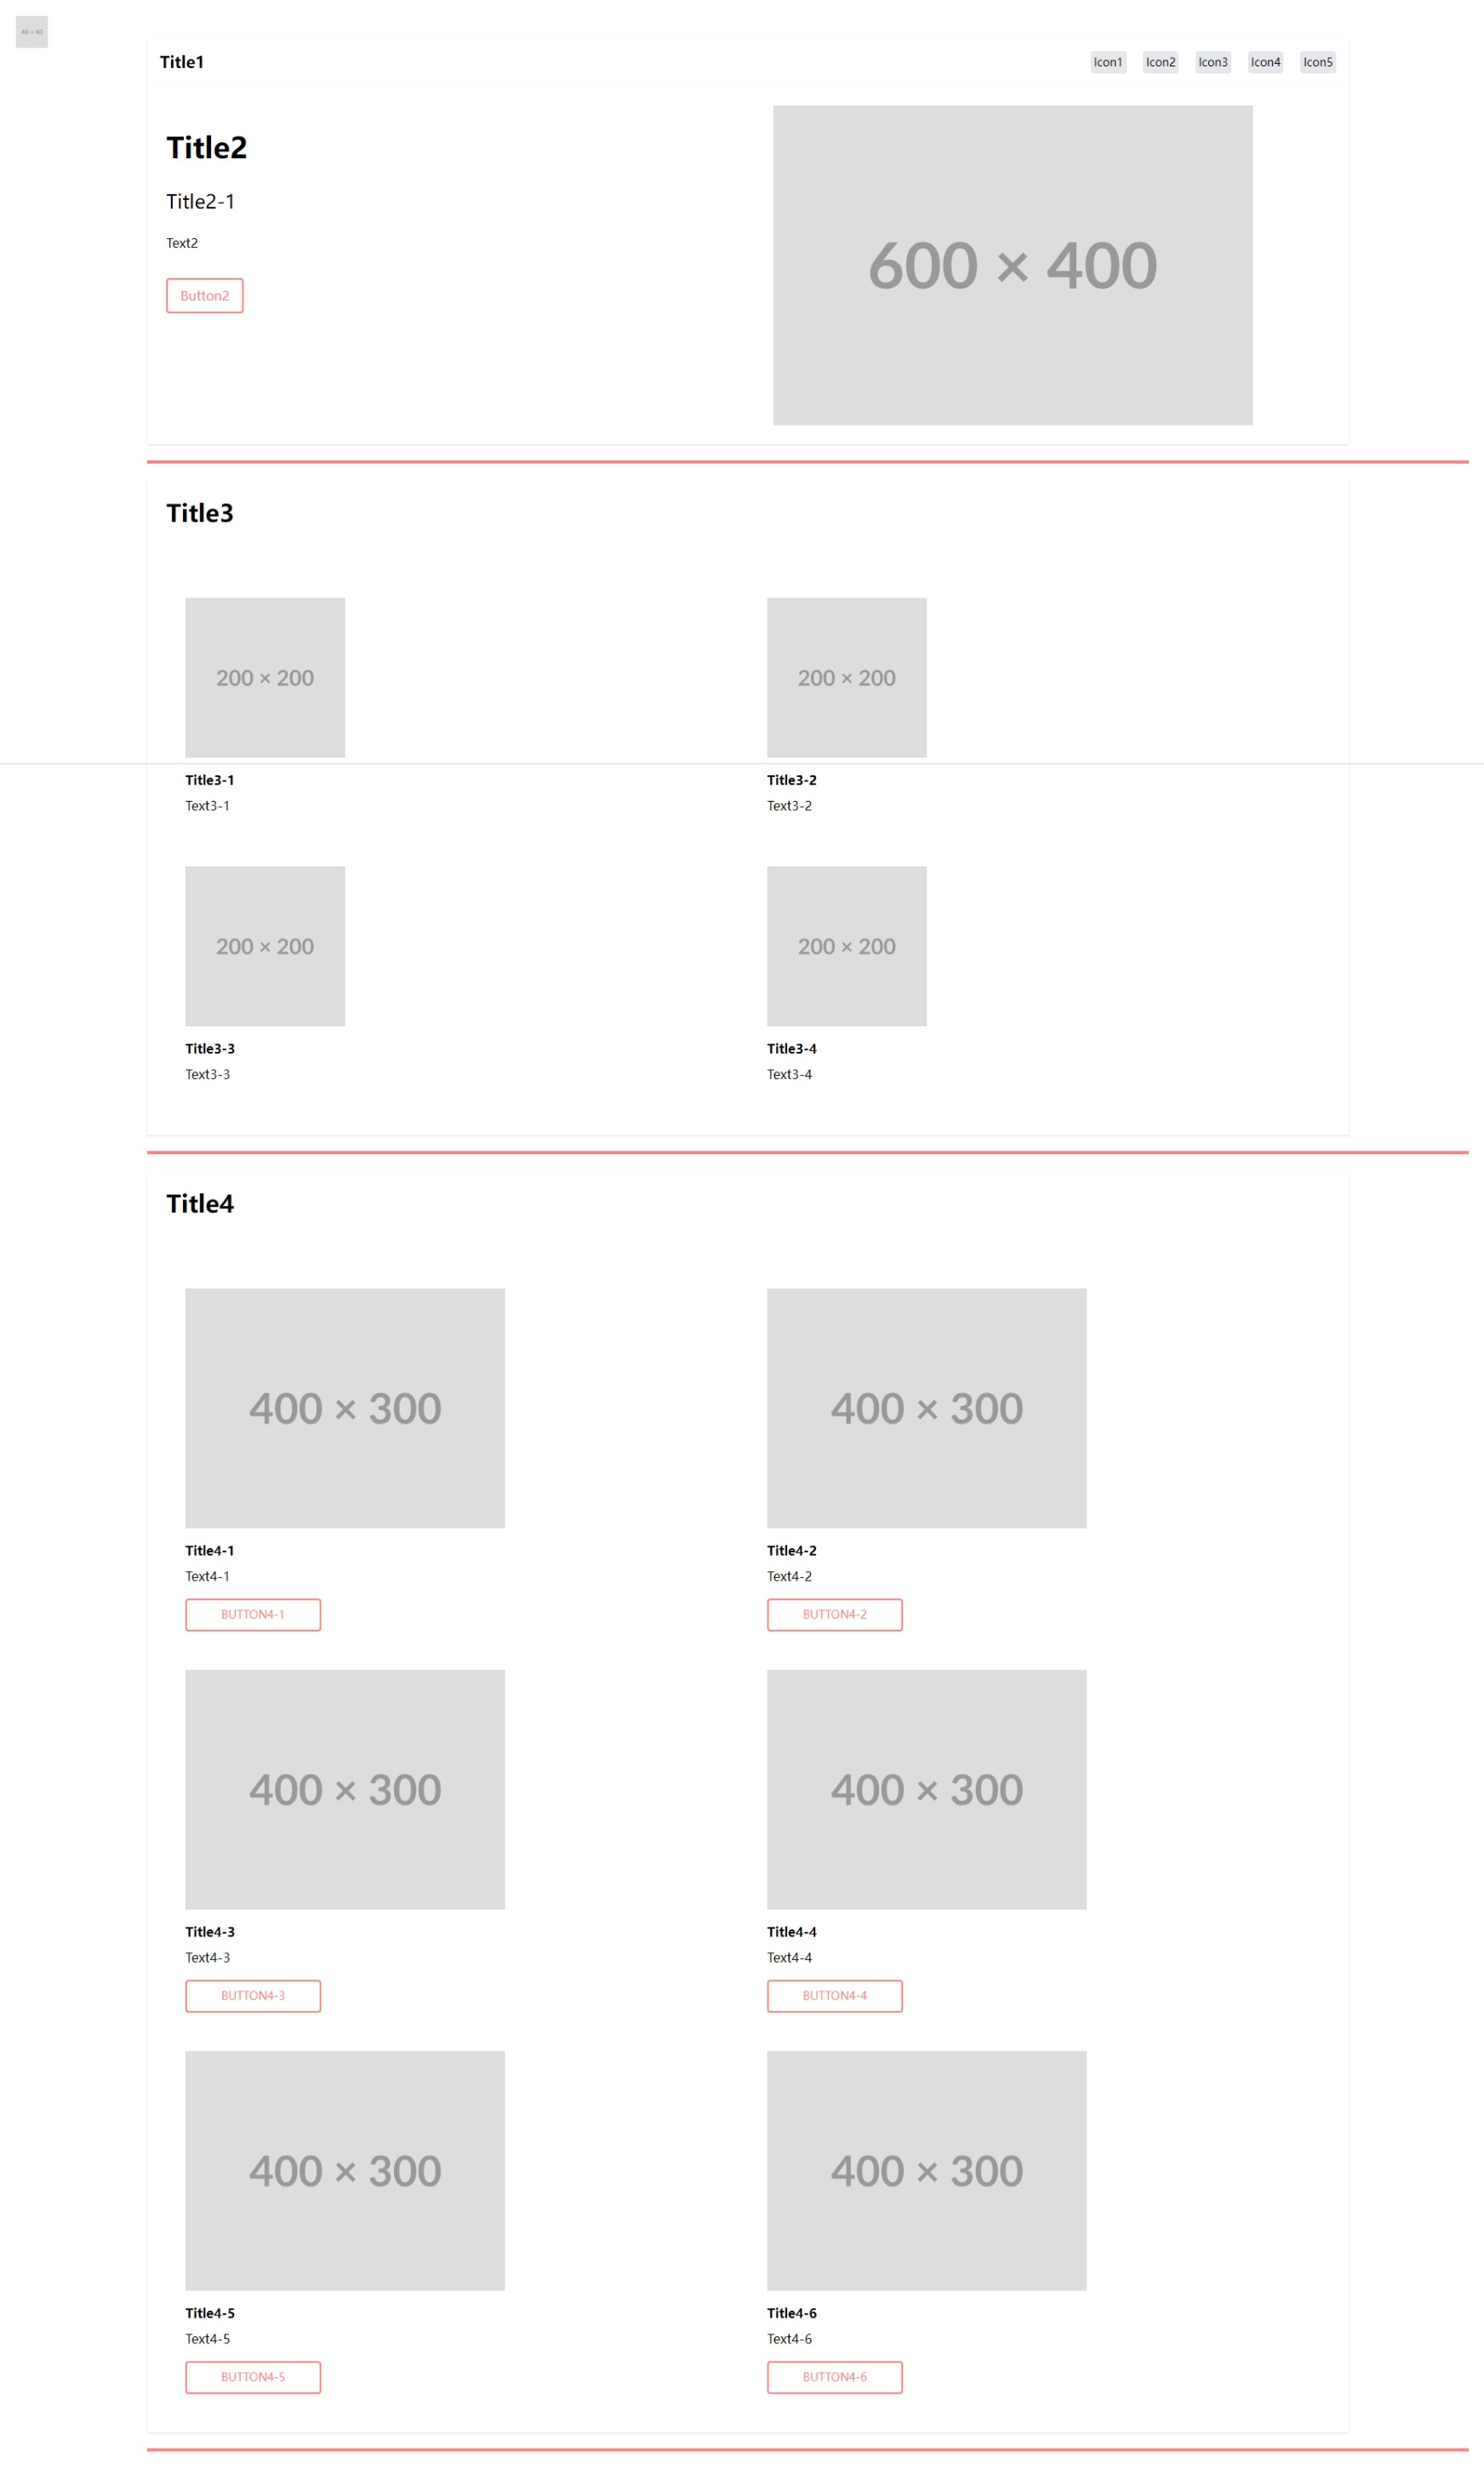 40 × 40
Title1
Icon1 Icon2 Icon3 Icon4 Icon5
Title2
Title2-1
Text2
Button2
600 × 400
Title3
200 × 200 200 × 200
Title3-1 Title3-2
Text3-1 Text3-2
200 × 200 200 × 200
Title3-3 Title3-4
Text3-3 Text3-4
Title4
400 × 300 400 × 300
Title4-1 Title4-2
Text4-1 Text4-2
BUTTON4-1 BUTTON4-2
400 × 300 400 × 300
Title4-3 Title4-4
Text4-3 Text4-4
BUTTON4-3 BUTTON4-4
400 × 300 400 × 300
Title4-5 Title4-6
Text4-5 Text4-6
BUTTON4-5 BUTTON4-6